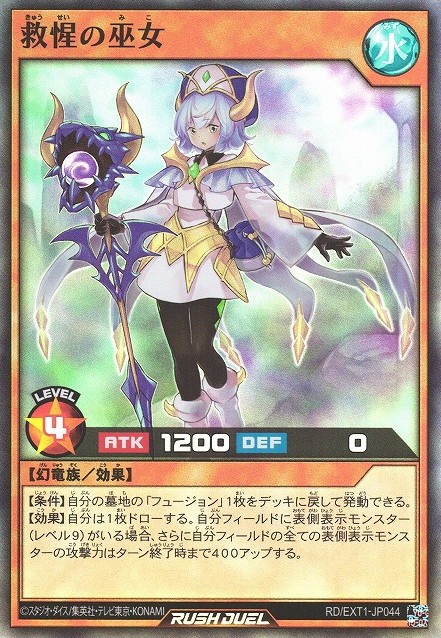 救惺の巫女
水
LEVEL
4
ATK 1200 DEF 0
【幻竜族／効果】
【条件】自分の墓地の「フュージョン」1枚をデッキに戻して発動できる。
【効果】自分は1枚ドローする。自分フィールドに表側表示モンスター
(レベル9)がいる場合、さらに自分フィールドの全ての表側表示モン
スターの攻撃力はターン終了時まで400アップする。
©スタジオ・ダイス/集英社・テレビ東京・KONAMI
RUSH DUEL
RD/EXT1-JP044